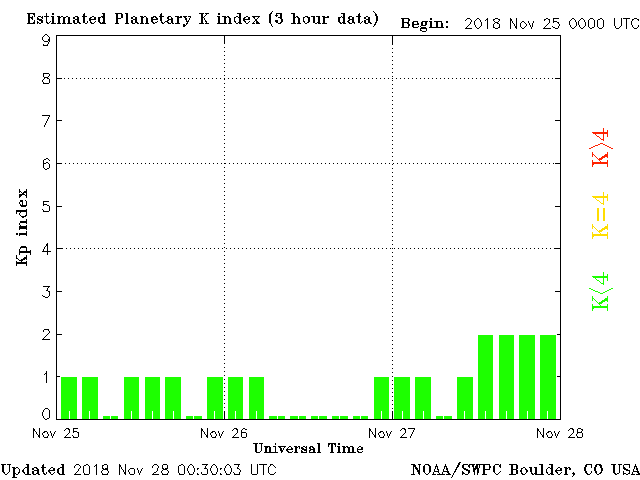 Estimated Planetary K index (3 hour data) Begin: 2018 Nov 25 0000 UTC
9
8
7
6
5
4
3
2
1
0
Kp index
K>4
K=4
K<4
Nov 25 Nov 26 Nov 27 Nov 28
Universal Time
Updated 2018 Nov 28 00:30:03 UTC NOAA/SWPC Boulder, CO USA